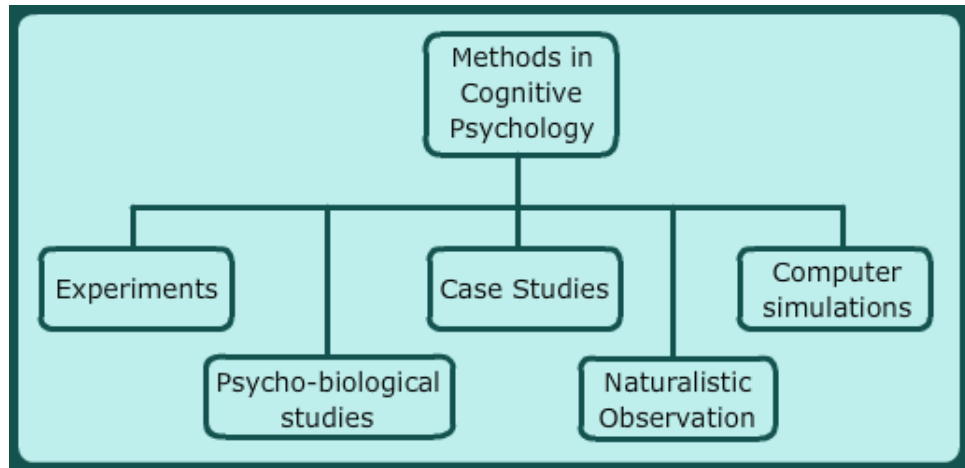 Methods in
Cognitive
Psychology
Experiments
Case Studies
Computer
simulations
Psycho-biological
studies
Naturalistic
Observation